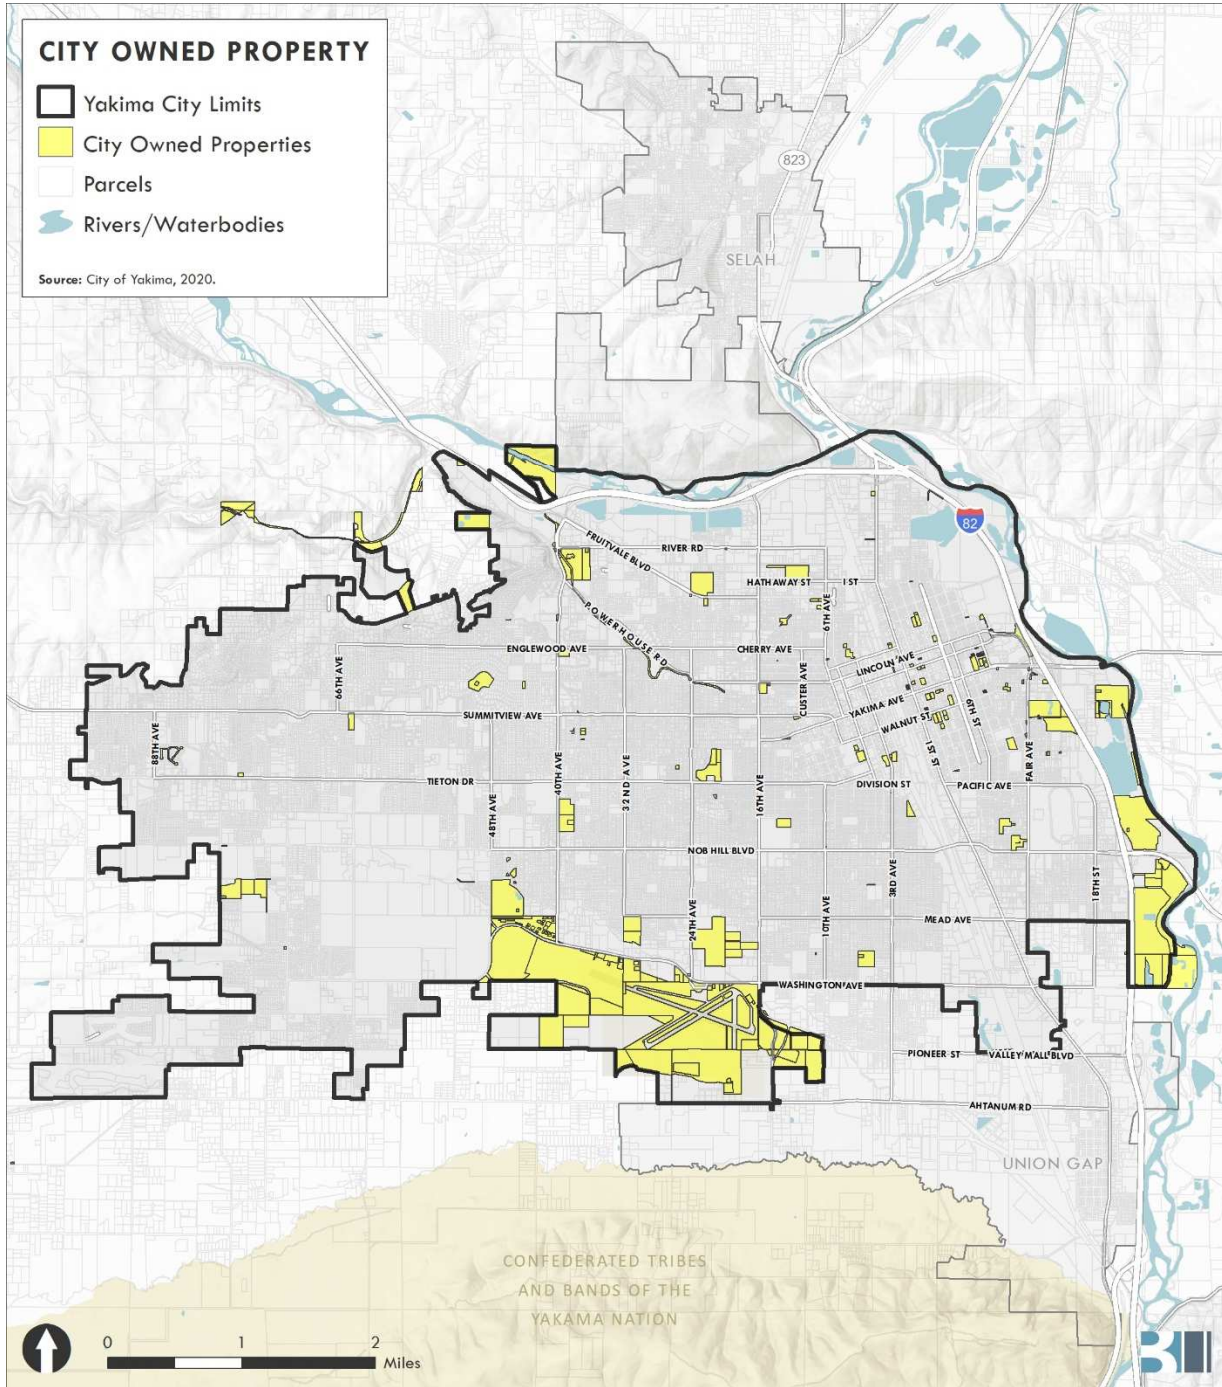 CITY OWNED PROPERTY
Yakima City Limits
City Owned Properties
Parcels
Rivers/Waterbodies
Source: City of Yakima, 2020.
823
SELAH
82
FRUITVALE BLVD
RIVER RD
HATHAWAY ST
I ST
POWERHOUSE RD
6TH AVE
ENGLEWOOD AVE
CHERRY AVE
LINCOLN AVE
66TH AVE
CUSTER AVE
YAKIMA AVE
6TH ST
SUMMITVIEW AVE
WALNUT ST
88TH AVE
40TH AVE
32ND AVE
1 ST ST
FAIR AVE
TIETON DR
16TH AVE
DIVISION ST
PACIFIC AVE
48TH AVE
NOB HILL BLVD
3RD AVE
18TH ST
24TH AVE
10TH AVE
MEAD AVE
WASHINGTON AVE
PIONEER ST
VALLEY MALL BLVD
AHTANUM RD
UNION GAP
CONFEDERATED TRIBES
AND BANDS OF THE
YAKAMA NATION
0 1 2
Miles